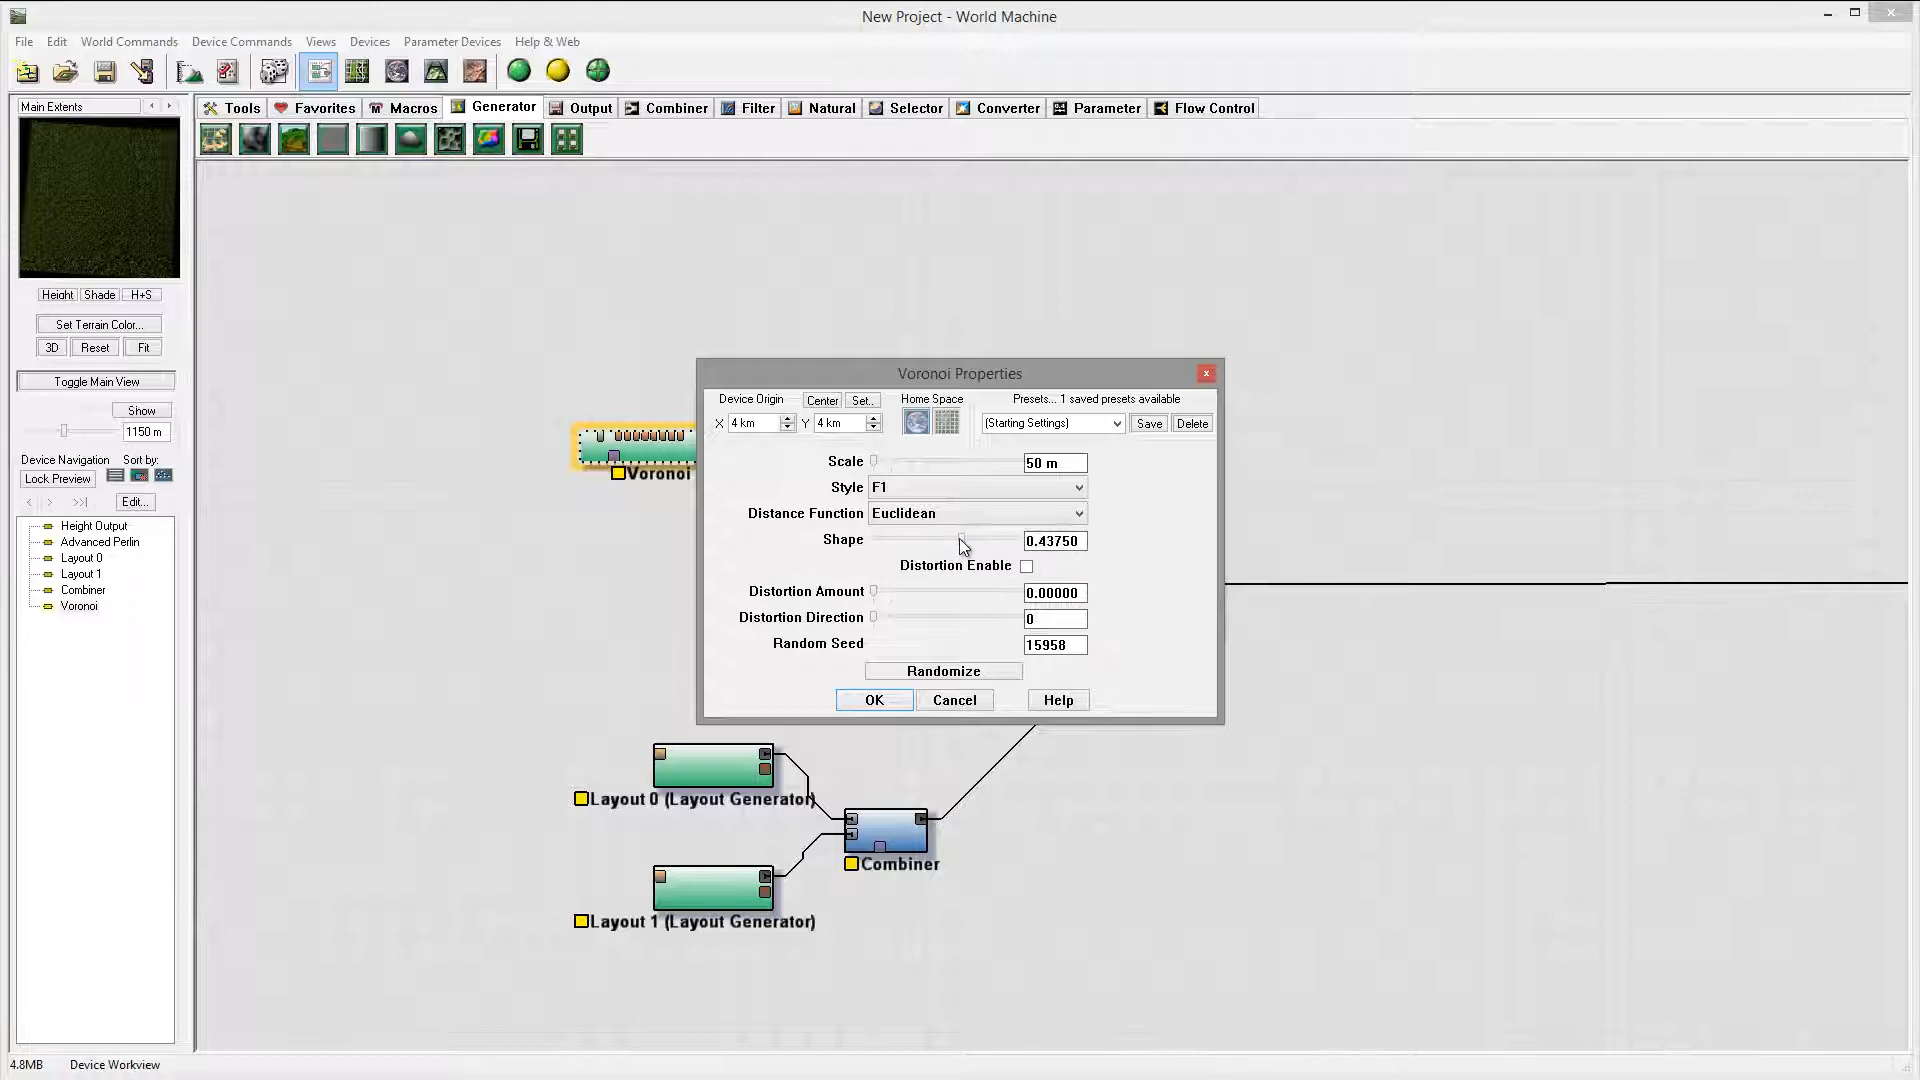 New Project - World Machine
File Edit World Commands Device Commands Views Devices Parameter Devices Help & Web
Main Extents
Tools Favorites Macros Generator Output Combiner Filter Natural Selector Converter Parameter Flow Control
Height Shade H+S
Set Terrain Color...
3D Reset Fit
Toggle Main View
Show
1150 m
Device Navigation Sort by:
Lock Preview
< > >>| Edit...
Height Output
Advanced Perlin
Layout 0
Layout 1
Combiner
Voronoi
Voronoi
Voronoi Properties
x
Device Origin Center Set.. Home Space Presets... 1 saved presets available
X 4 km Y 4 km (Starting Settings) Save Delete
Scale 50 m
Style F1
Distance Function Euclidean
Shape 0.43750
Distortion Enable
Distortion Amount 0.00000
Distortion Direction 0
Random Seed 15958
Randomize
OK Cancel Help
Layout 0 (Layout Generator)
Combiner
Layout 1 (Layout Generator)
4.8MB Device Workview